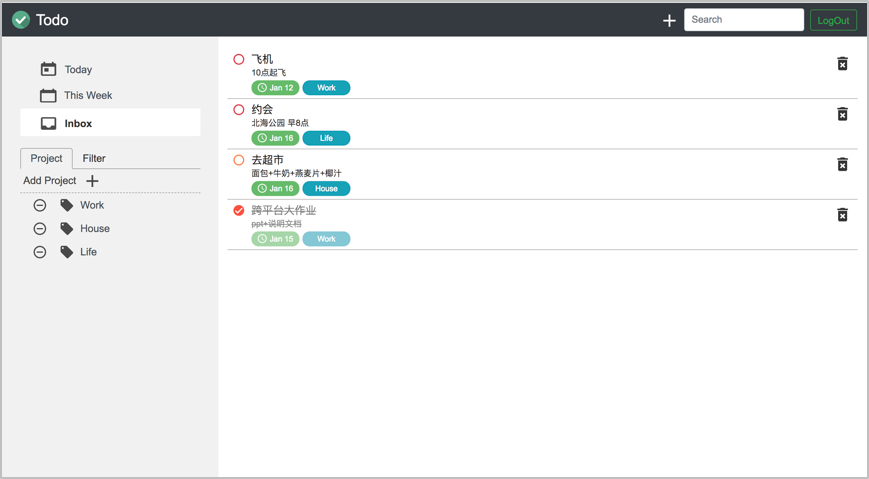 Todo
Search
LogOut
Today
This Week
Inbox
Project
Filter
Add Project
Work
House
Life
飞机
10点起飞
Jan 12
Work
约会
北海公园 早8点
Jan 16
Life
去超市
面包+牛奶+燕麦片+椰汁
Jan 16
House
跨平台大作业
ppt+说明文档
Jan 15
Work